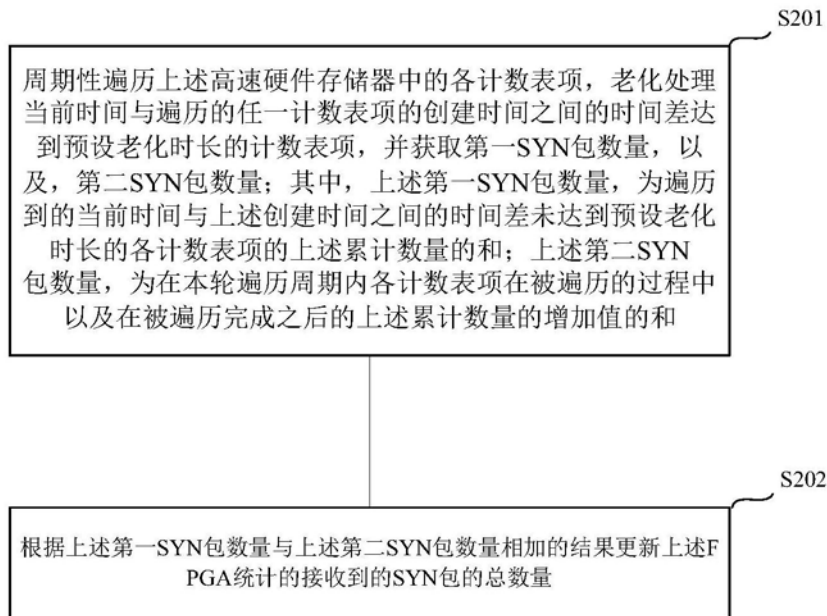 S201
周期性遍历上述高速硬件存储器中的各计数表项，老化处理
当前时间与遍历的任一计数表项的创建时间之间的时间差达
到预设老化时长的计数表项，并获取第一SYN包数量，以
及，第二SYN包数量；其中，上述第一SYN包数量，为遍历
到的当前时间与上述创建时间之间的时间差未达到预设老化
时长的各计数表项的上述累计数量的和；上述第二SYN
包数量，为在本轮遍历周期内各计数表项在被遍历的过程中
以及在被遍历完成之后的上述累计数量的增加值的和
S202
根据上述第一SYN包数量与上述第二SYN包数量相加的结果更新上述F
PGA统计的接收到的SYN包的总数量